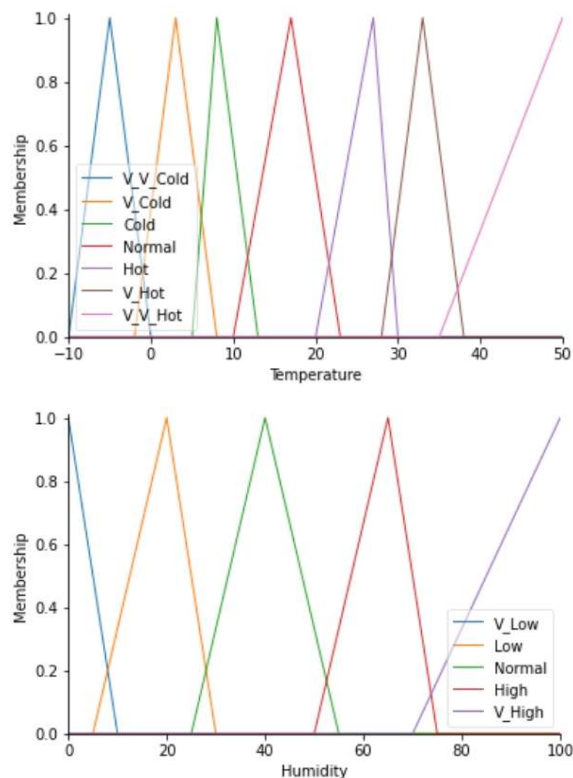 1.0
0.8
0.6
0.4
0.2
0.0
Membership
V_V_Cold
V_Cold
Cold
Normal
Hot
V_Hot
V_V_Hot
-10 0 10 20 30 40 50
Temperature
1.0
0.8
0.6
0.4
0.2
0.0
Membership
V_Low
Low
Normal
High
V_High
0 20 40 60 80 100
Humidity